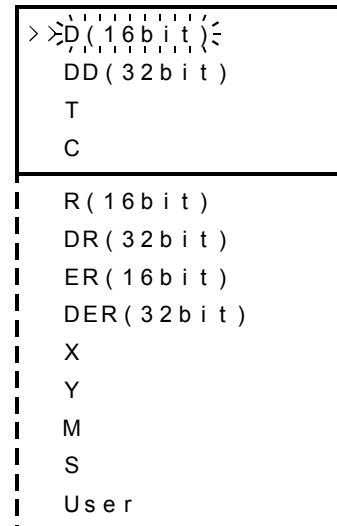 >>D(16bit)
DD(32bit)
T
C
R(16bit)
DR(32bit)
ER(16bit)
DER(32bit)
X
Y
M
S
User